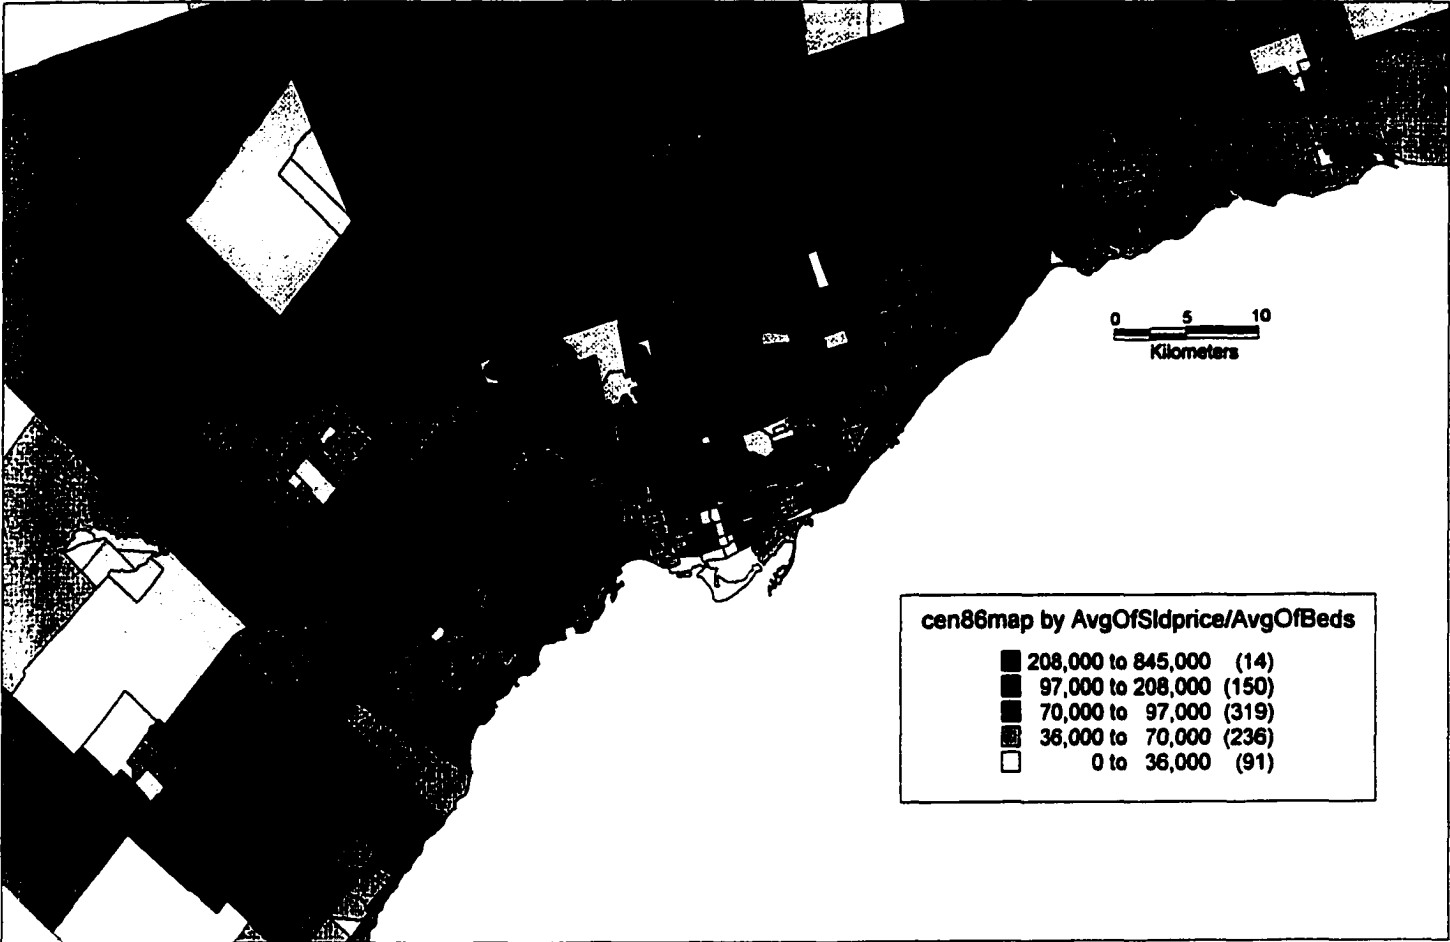 0 5 10
Kilometers
cen86map by AvgOfSldprice/AvgOfBeds
208,000 to 845,000 (14)
97,000 to 208,000 (150)
70,000 to 97,000 (319)
36,000 to 70,000 (236)
0 to 36,000 (91)